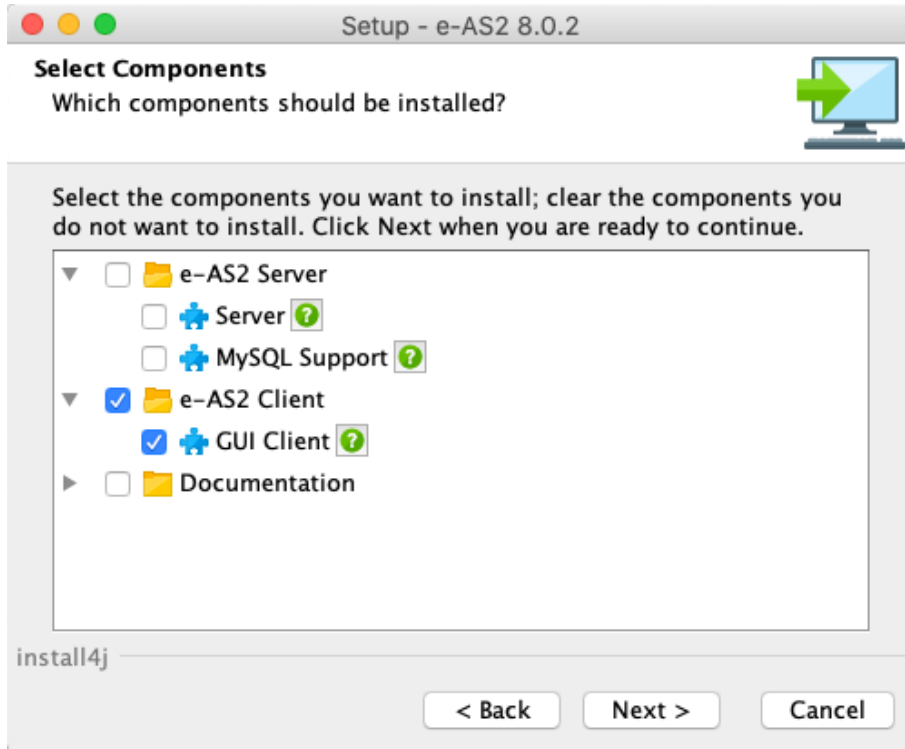 Setup - e-AS2 8.0.2
Select Components
Which components should be installed?
Select the components you want to install; clear the components you
do not want to install. Click Next when you are ready to continue.
e-AS2 Server
Server ?
MySQL Support ?
e-AS2 Client
GUI Client ?
Documentation
install4j
< Back Next > Cancel